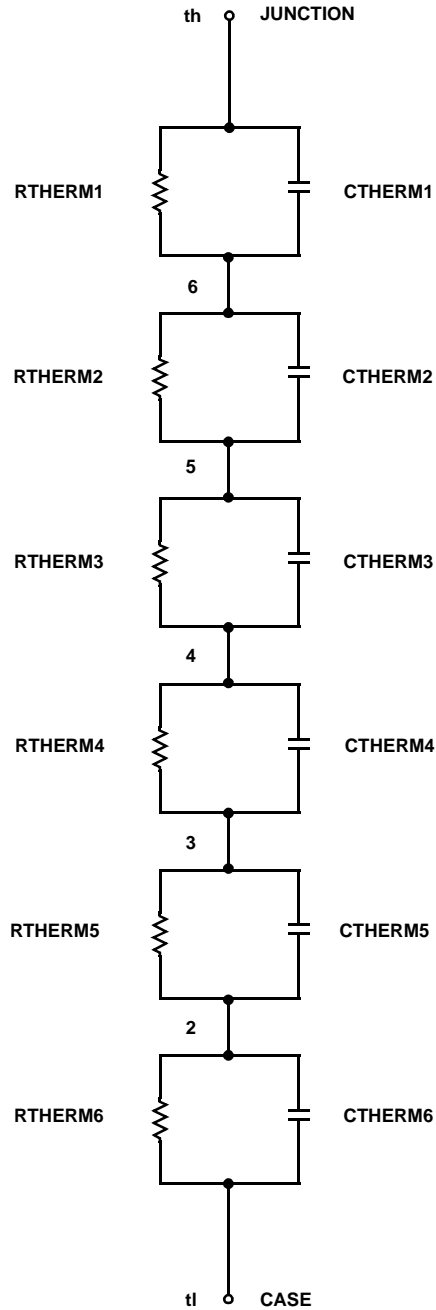 th JUNCTION
RTHERM1 CTHERM1
6
RTHERM2 CTHERM2
5
RTHERM3 CTHERM3
4
RTHERM4 CTHERM4
3
RTHERM5 CTHERM5
2
RTHERM6 CTHERM6
tl CASE